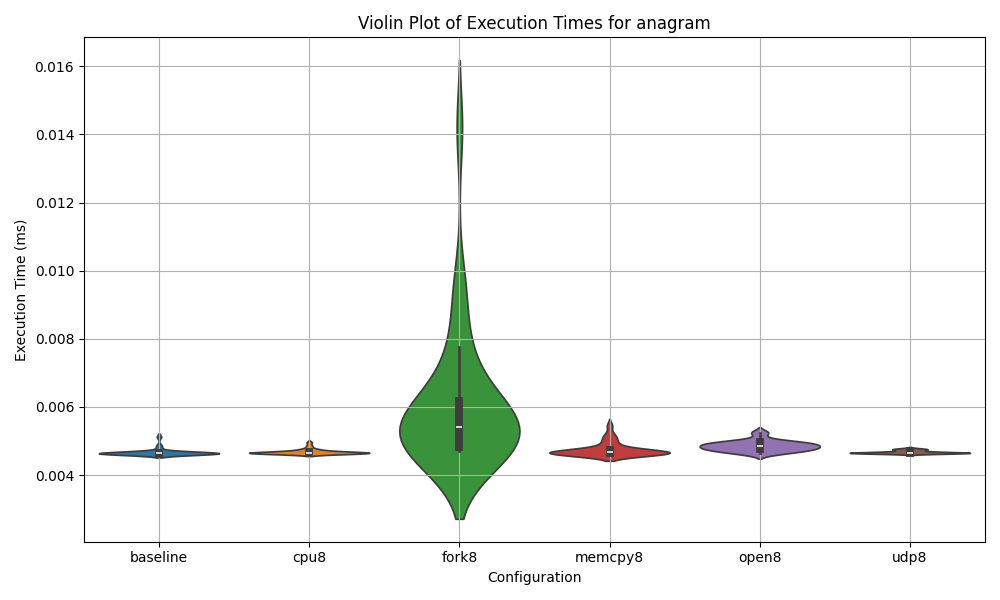 Violin Plot of Execution Times for anagram
0.016
0.014
0.012
0.010
0.008
0.006
0.004
Execution Time (ms)
baseline cpu8 fork8 memcpy8 open8 udp8
Configuration